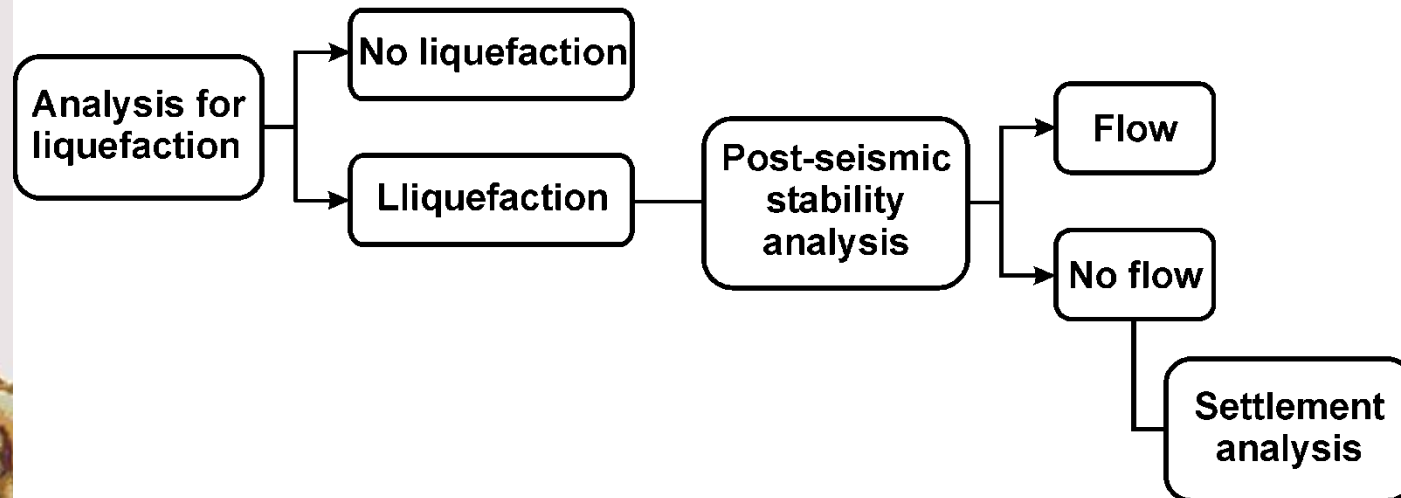 Analysis for
liquefaction
No liquefaction
Lliquefaction
Post-seismic
stability
analysis
Flow
No flow
Settlement
analysis